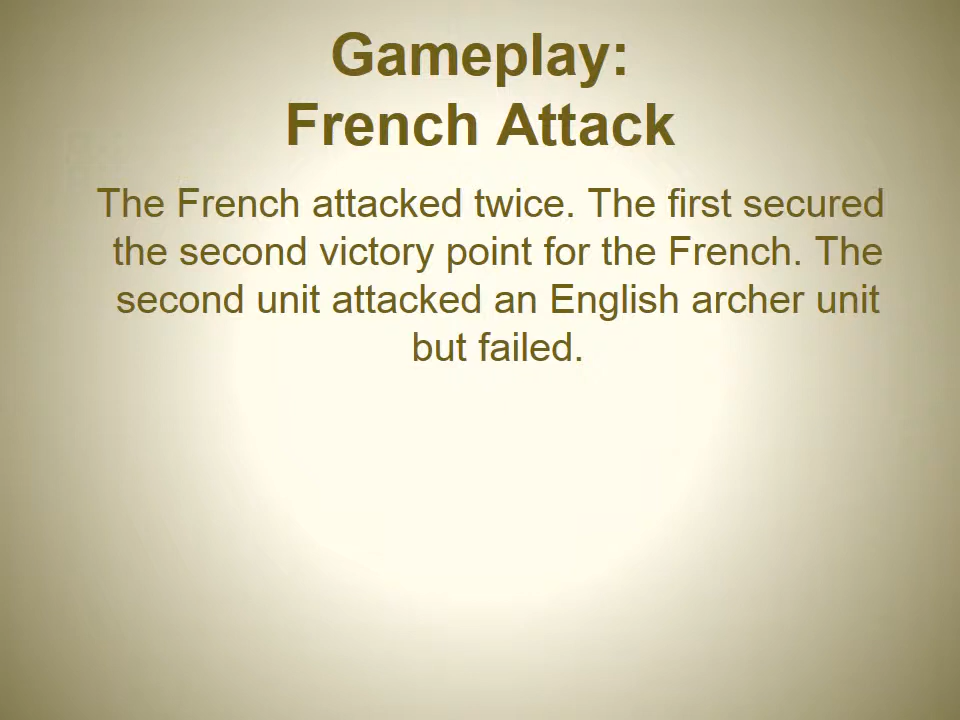 Gameplay:
French Attack
The French attacked twice. The first secured
the second victory point for the French. The
second unit attacked an English archer unit
but failed.